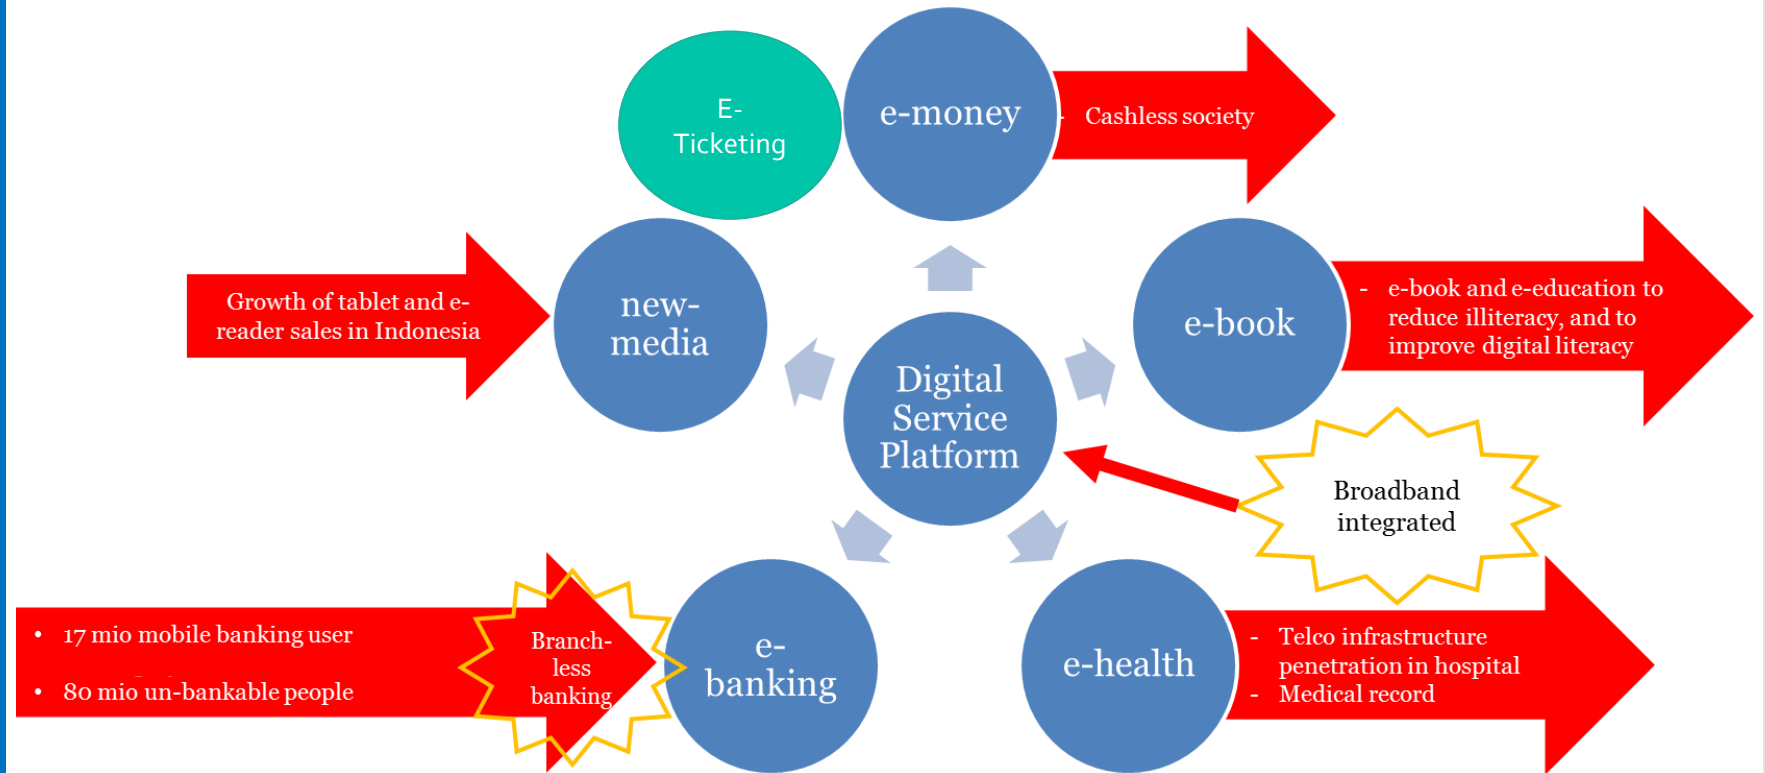 E-
Ticketing
e-money
- Cashless society
Growth of tablet and e-
reader sales in Indonesia
new-
media
e-book
- e-book and e-education to
reduce illiteracy, and to
improve digital literacy
Digital
Service
Platform
Broadband
integrated
• 17 mio mobile banking user
• 80 mio un-bankable people
Branch-
less
banking
e-
banking
e-health
- Telco infrastructure
penetration in hospital
- Medical record